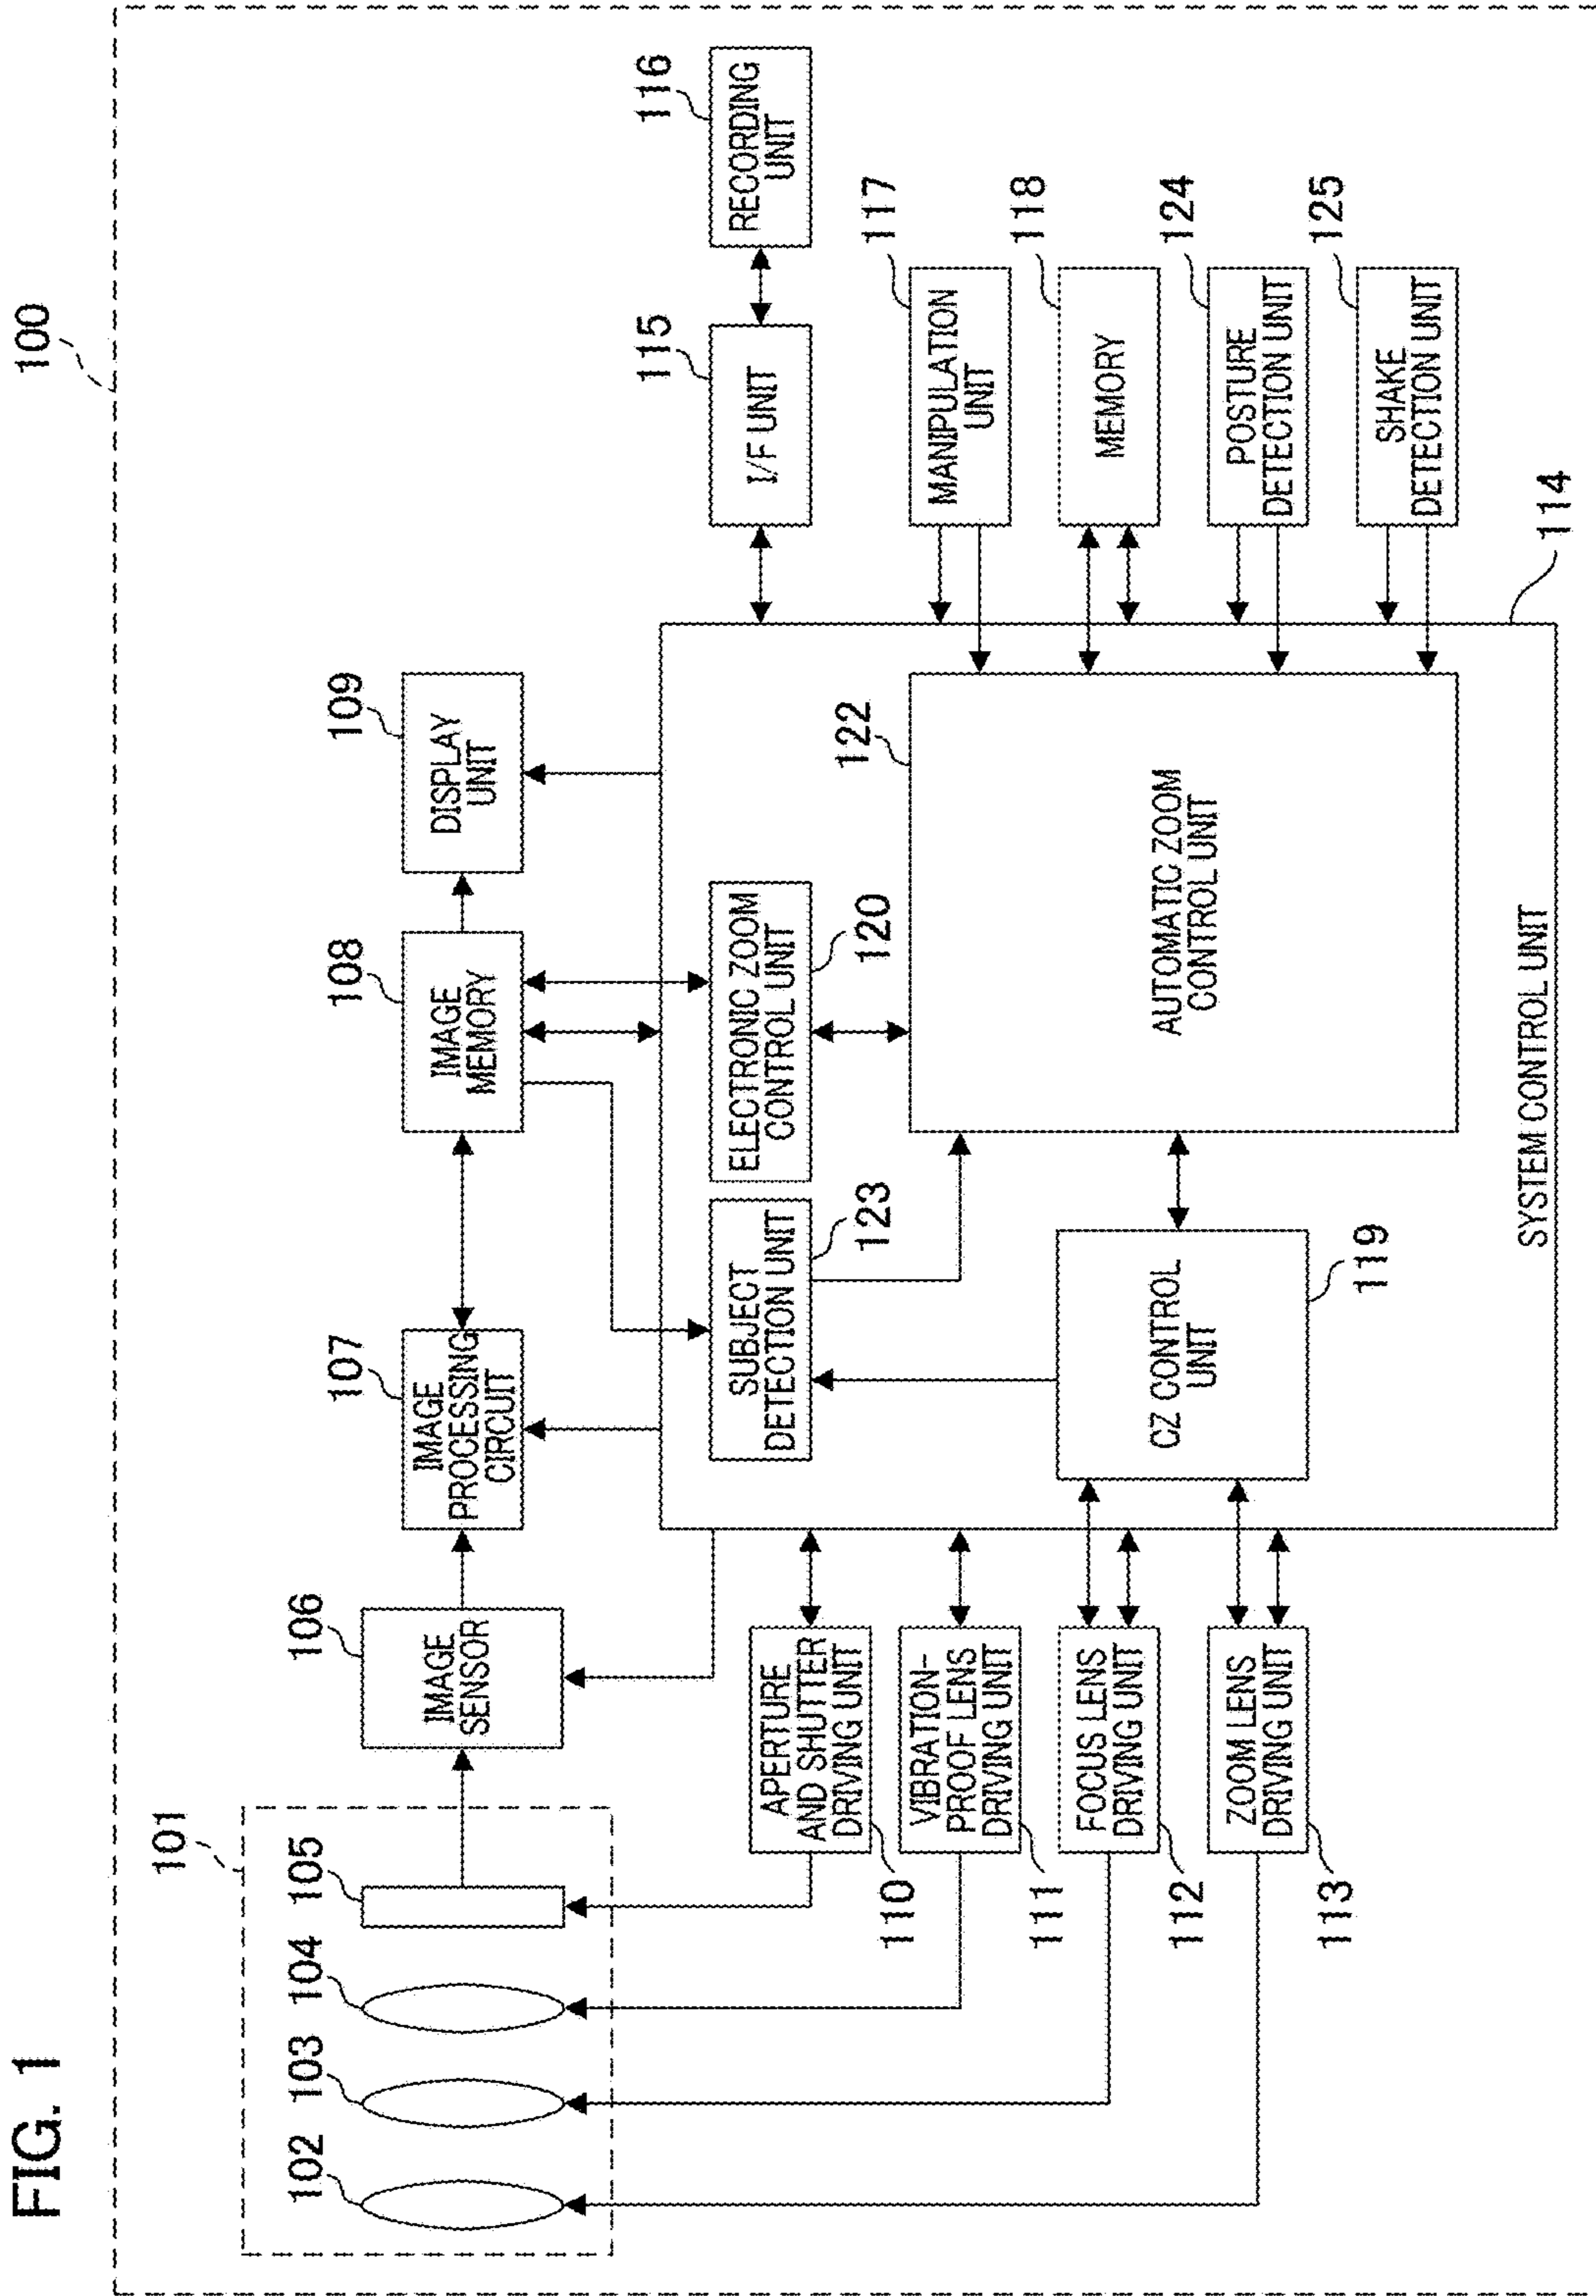 FIG. 1
100
101
102
103
104
105
106
IMAGE
SENSOR
107
IMAGE
PROCESSING
CIRCUIT
108
IMAGE
MEMORY
109
DISPLAY
UNIT
APERTURE
AND SHUTTER
DRIVING UNIT
110
VIBRATION-
PROOF LENS
DRIVING UNIT
111
FOCUS LENS
DRIVING UNIT
112
ZOOM LENS
DRIVING UNIT
113
SUBJECT
DETECTION UNIT
123
ELECTRONIC ZOOM
CONTROL UNIT
120
CZ CONTROL
UNIT
119
122
AUTOMATIC ZOOM
CONTROL UNIT
SYSTEM CONTROL UNIT
114
115
I/F UNIT
116
RECORDING
UNIT
117
MANIPULATION
UNIT
118
MEMORY
124
POSTURE
DETECTION UNIT
125
SHAKE
DETECTION UNIT